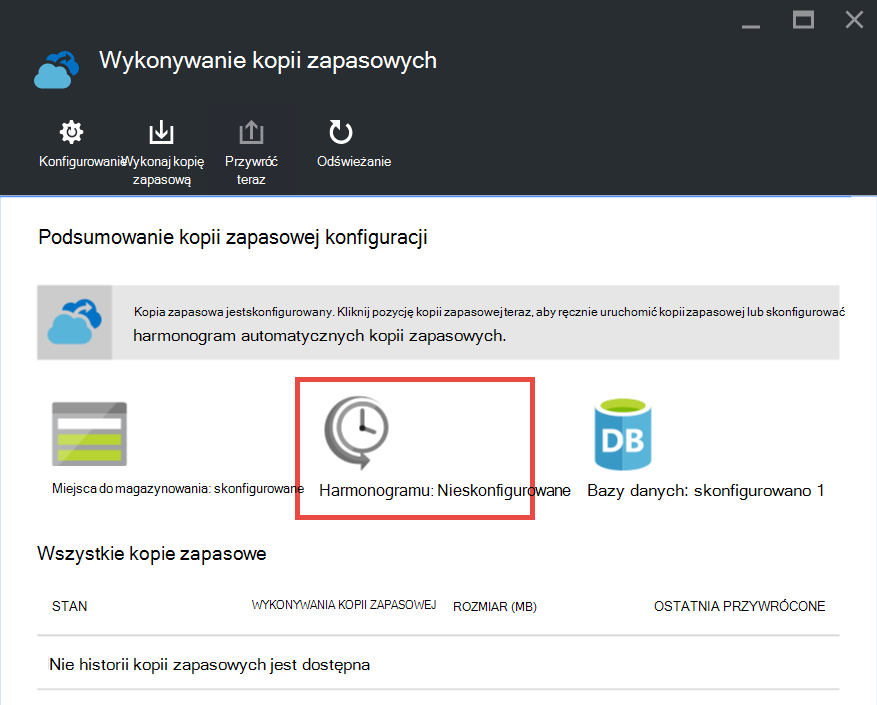 Wykonywanie kopii zapasowych
Konfigurowanie
Wykonaj kopię
zapasową
Przywróć
teraz
Odświeżanie
Podsumowanie kopii zapasowej konfiguracji
Kopia zapasowa jestskonfigurowany. Kliknij pozycję kopii zapasowej teraz, aby ręcznie uruchomić kopii zapasowej lub skonfigurować
harmonogram automatycznych kopii zapasowych.
Miejsca do magazynowania: skonfigurowane
Harmonogramu: Nieskonfigurowane
DB
Bazy danych: skonfigurowano 1
Wszystkie kopie zapasowe
STAN WYKONYWANIA KOPII ZAPASOWEJ ROZMIAR (MB) OSTATNIA PRZYWRÓCONE
Nie historii kopii zapasowych jest dostępna